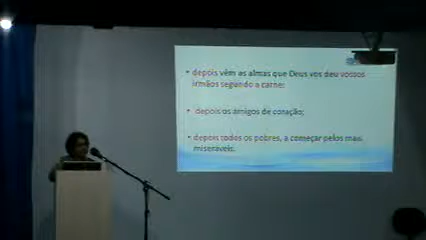 • depois vêm as almas que Deus vos deu vossos
irmãos segundo a carne;
• depois os amigos de coração;
• depois todos os pobres, a começar pelos mais
miseráveis.